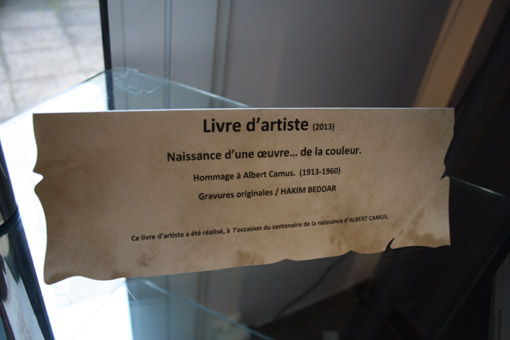 Livre d'artiste (2013)
Naissance d'une œuvre... de la couleur.
Hommage à Albert Camus. (1913-1960)
Gravures originales / HAKIM BEDDAR
Ce livre d'artiste a été réalisé, à l'occasion du centenaire de la naissance d'ALBERT CAMUS.